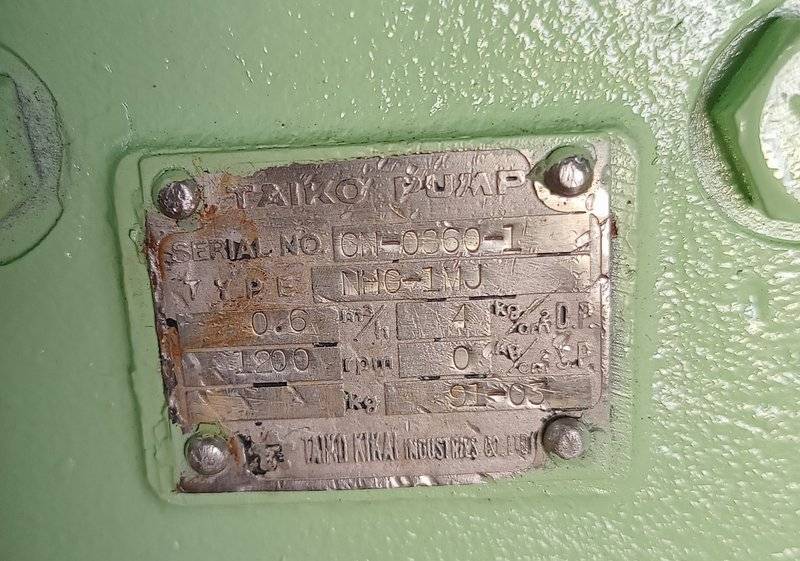 TAIKO PUMP
SERIAL NO. CN-0360-1
TYPE NHG-1MJ
0.6 m³/h 4 kg/cm² D.P.
1200 rpm 0 kg/cm² S.P.
kg 91-03
TAIKO KIKAI INDUSTRIES CO., LTD.